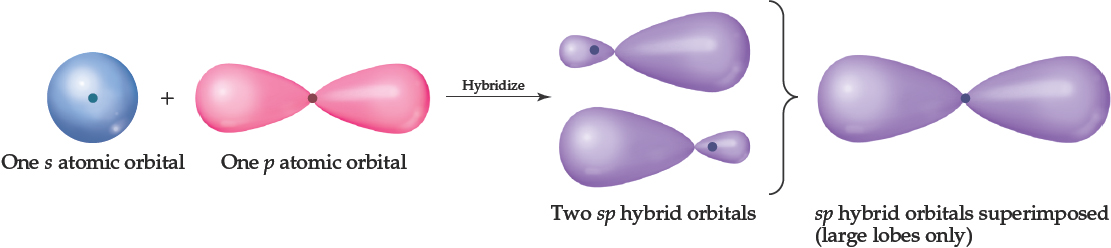 One s atomic orbital
+
One p atomic orbital
Hybridize
Two sp hybrid orbitals
sp hybrid orbitals superimposed
(large lobes only)